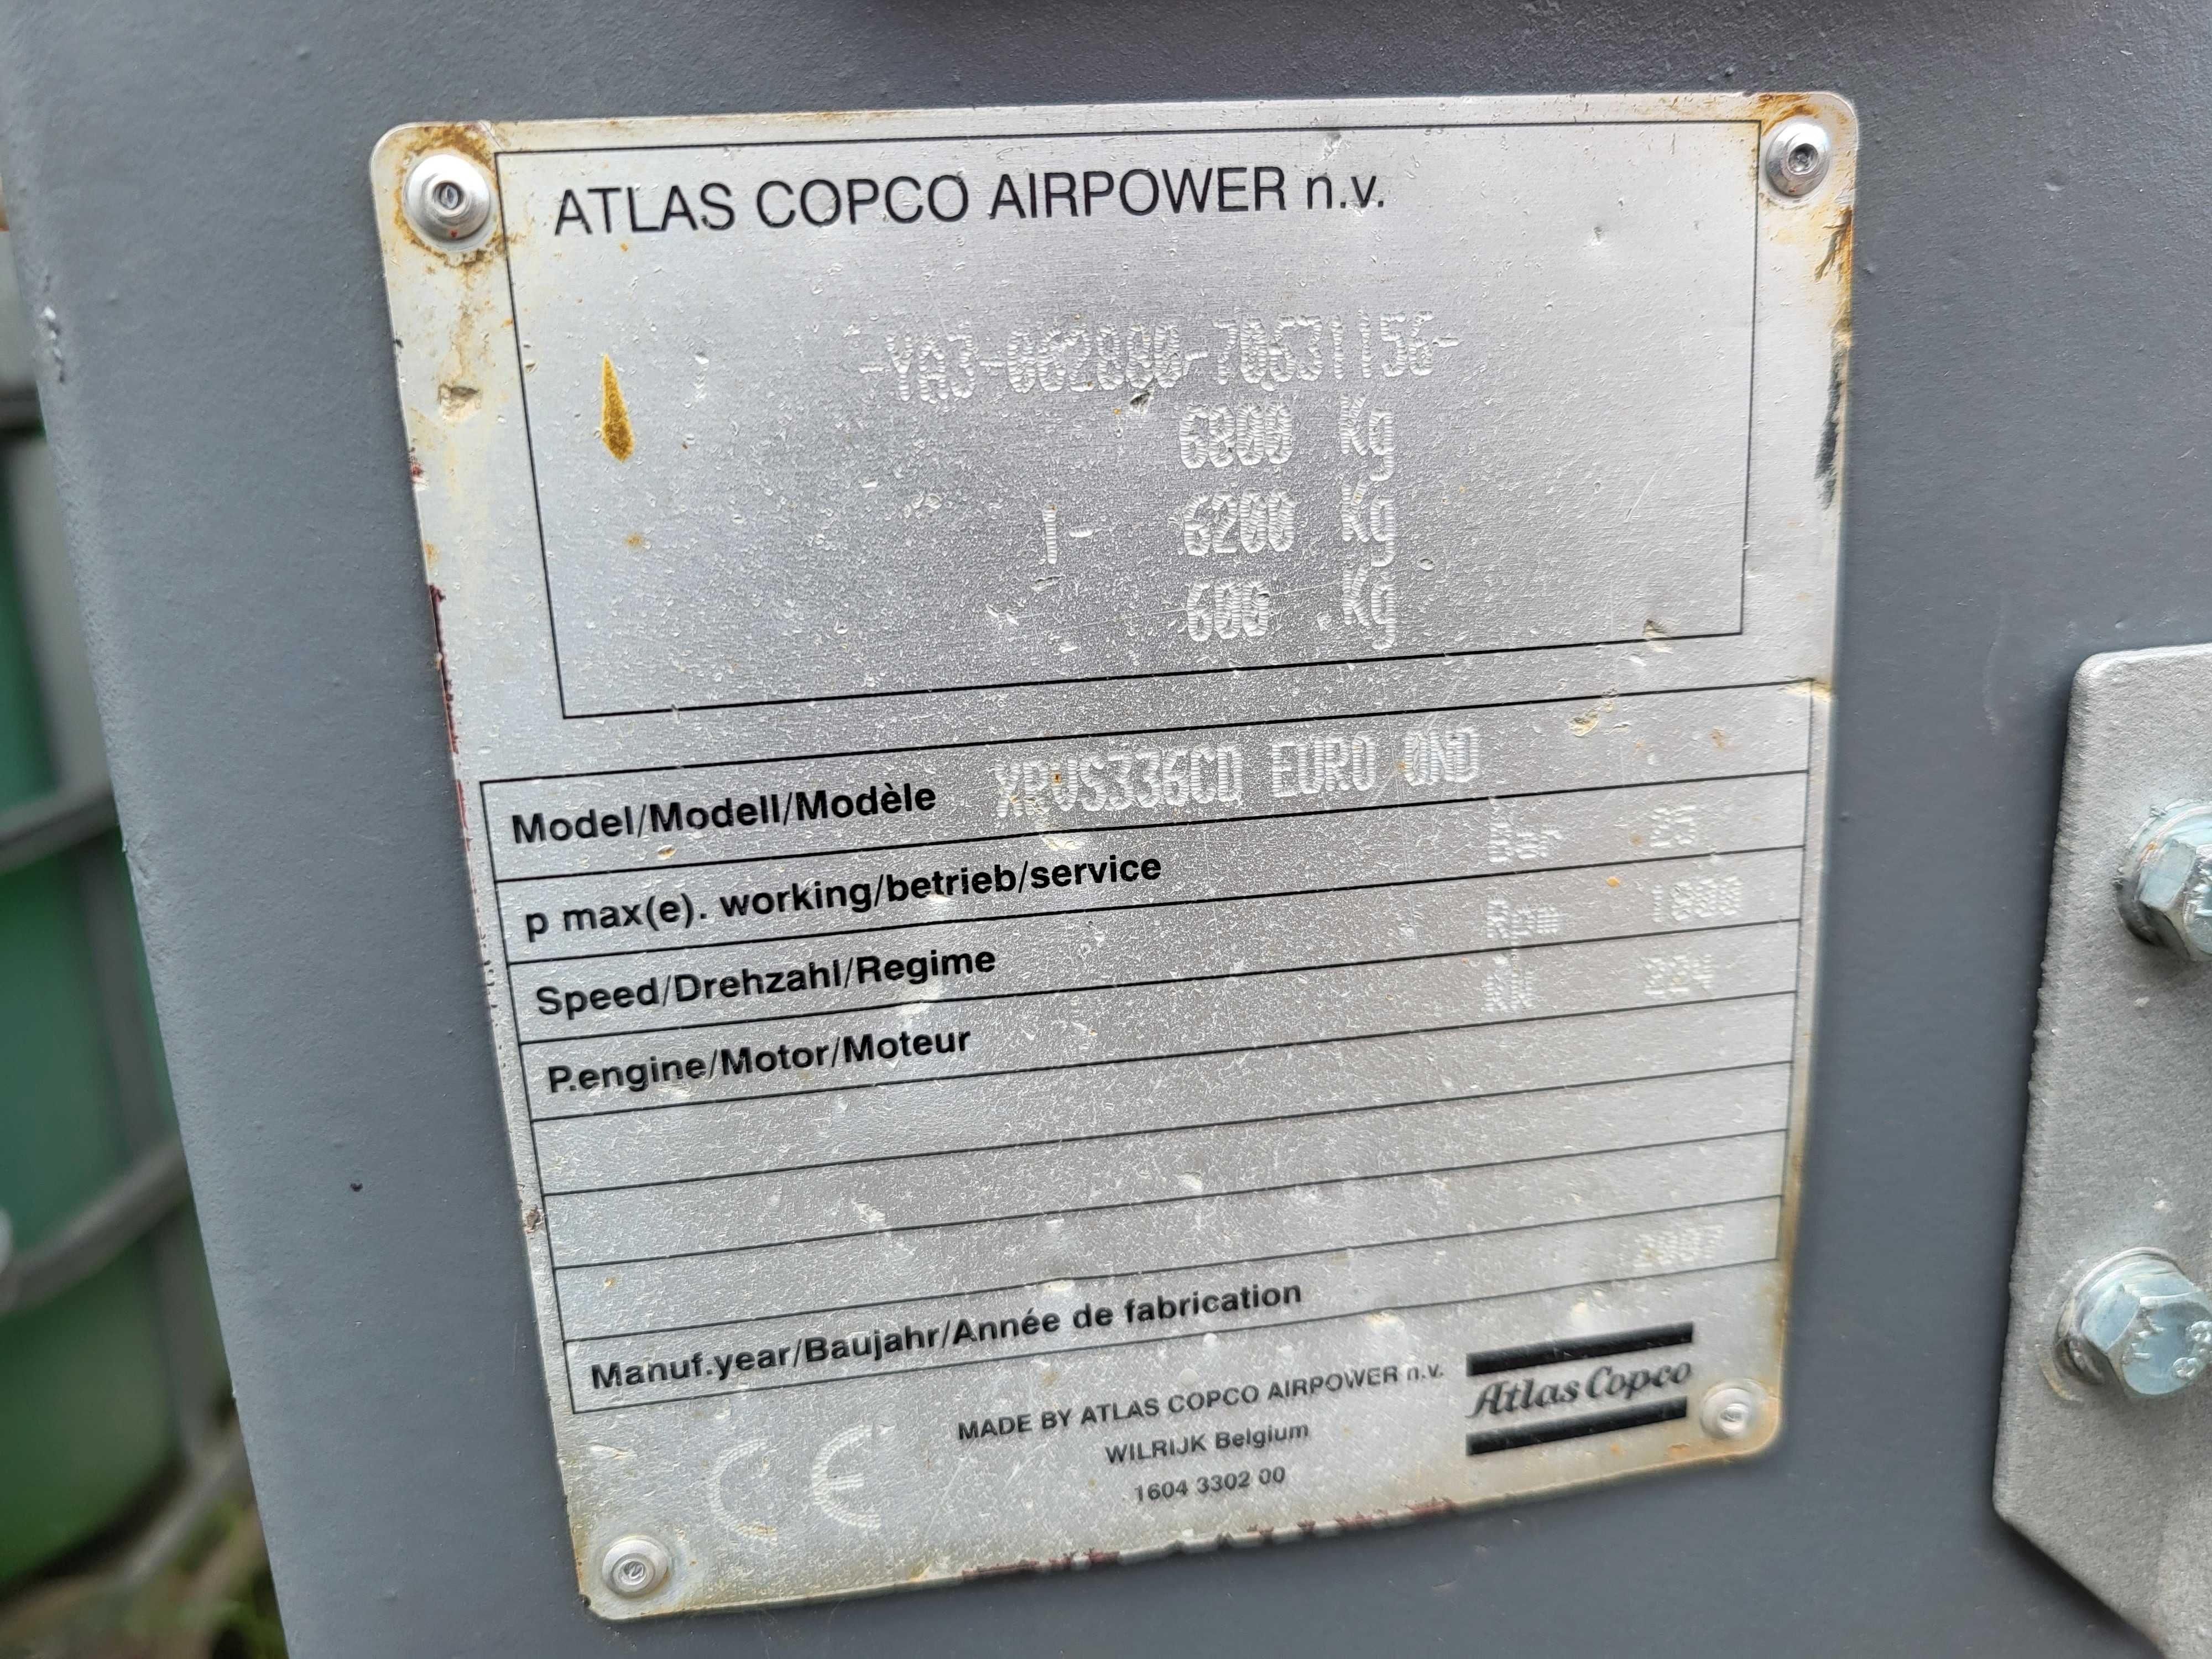 ATLAS COPCO AIRPOWER n.v.
-YA3-062880-70631156-
6800 Kg
1- 6200 Kg
600 Kg
Model/Modell/Modèle XRVS336CD EURO 0ND
p max(e). working/betrieb/service Bar 25
Speed/Drehzahl/Regime Rpm 1800
P.engine/Motor/Moteur kW 224
Manuf.year/Baujahr/Année de fabrication 2007
CE
MADE BY ATLAS COPCO AIRPOWER n.v.
WILRIJK Belgium
1604 3302 00
Atlas Copco